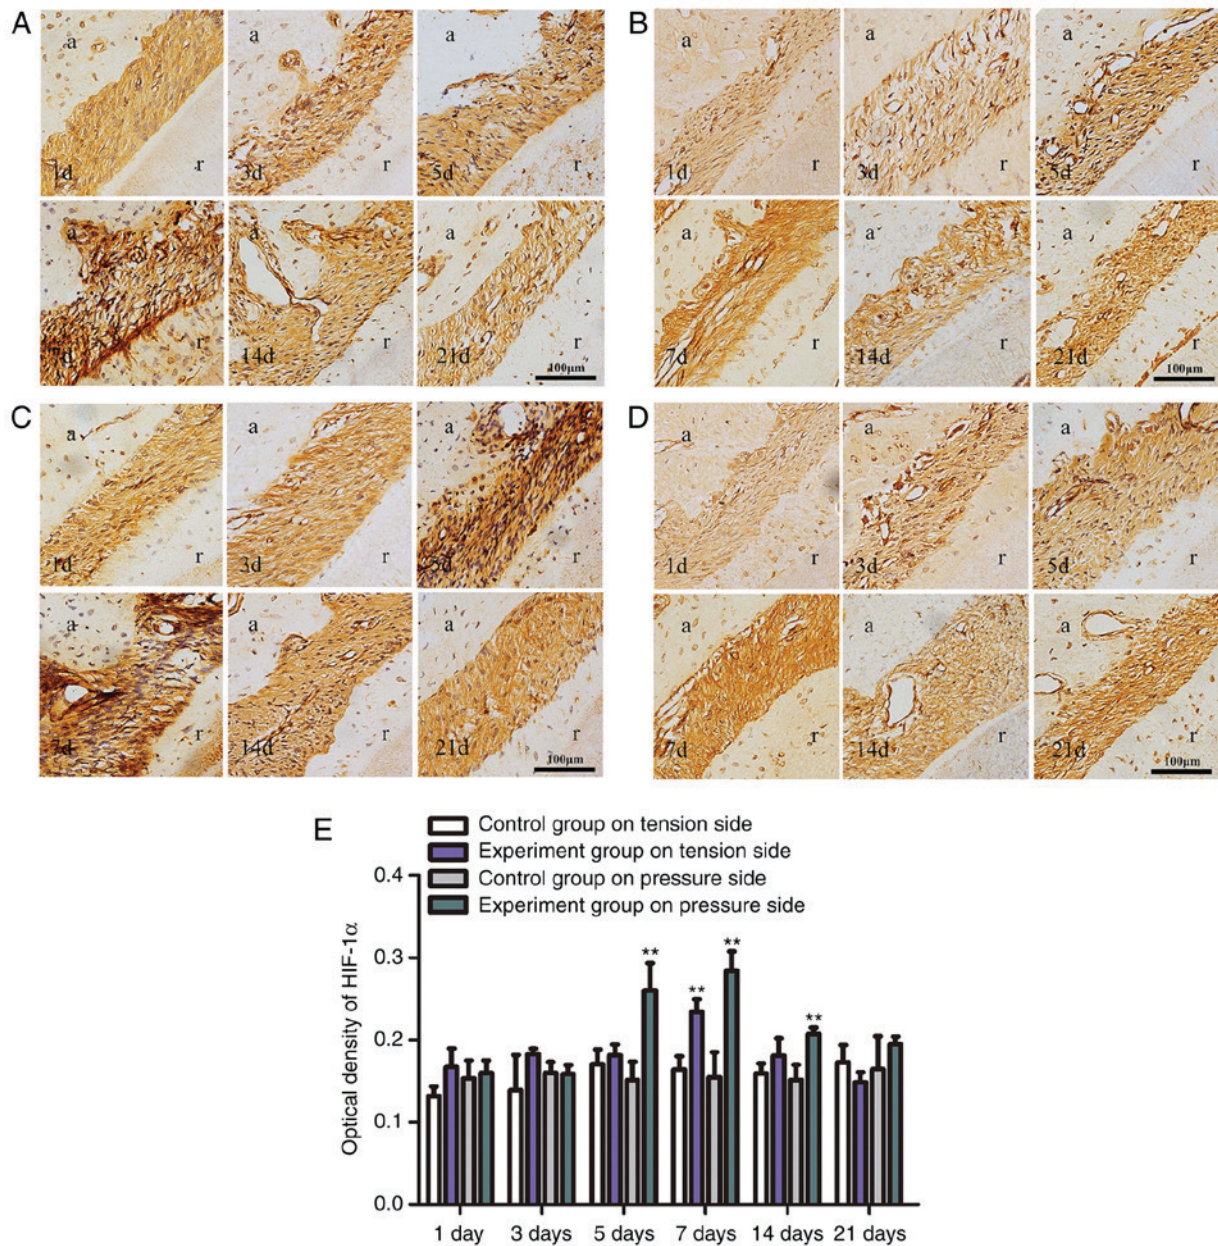 A
B
a
a
a
a
a
a
r
r
r
r
r
r
1d
3d
5d
1d
3d
5d
a
a
a
a
a
a
r
r
r
r
r
r
7d
14d
21d
100μm
7d
14d
21d
100μm
C
D
a
a
a
a
a
a
r
r
r
r
r
r
1d
3d
5d
1d
3d
5d
a
a
a
a
a
a
r
r
r
r
r
r
7d
14d
21d
100μm
7d
14d
21d
100μm
E
Control group on tension side
Experiment group on tension side
Control group on pressure side
Experiment group on pressure side
Optical density of HIF-1α
0.4
0.3
0.2
0.1
0.0
**
**
**
**
1 day
3 days
5 days
7 days
14 days
21 days